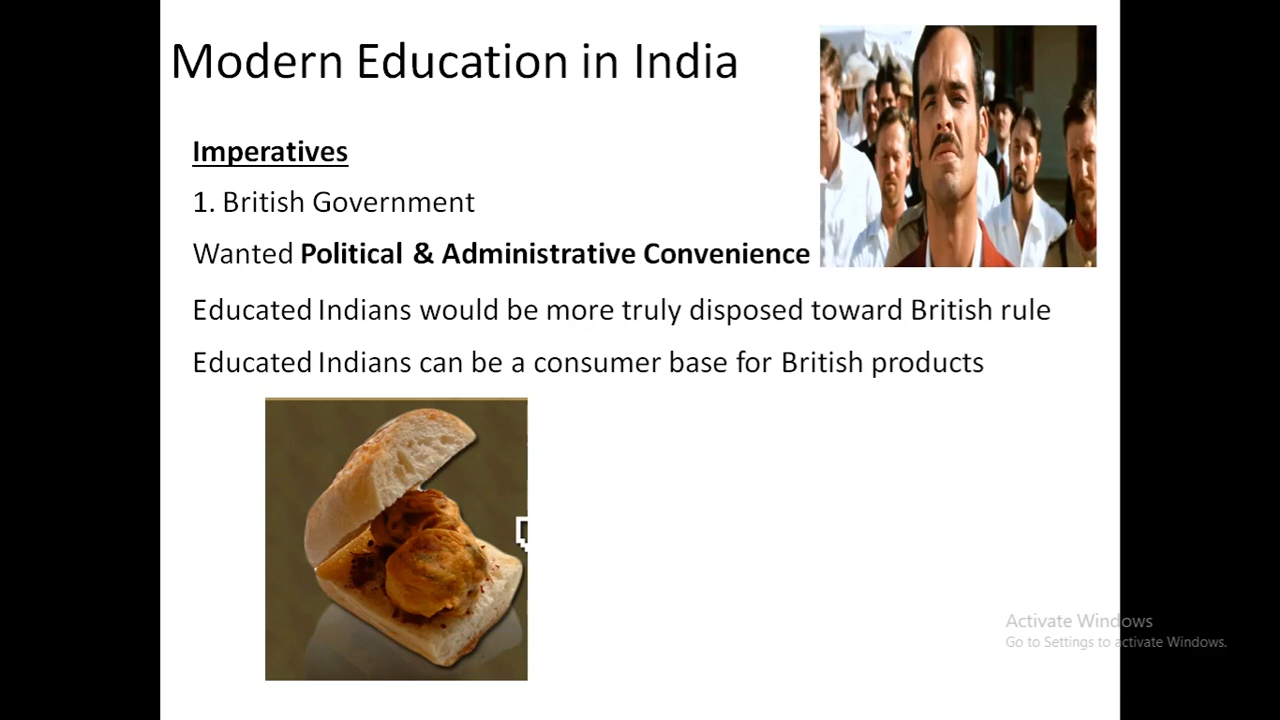 Modern Education in India
Imperatives
1. British Government
Wanted Political & Administrative Convenience
Educated Indians would be more truly disposed toward British rule
Educated Indians can be a consumer base for British products
Activate Windows
Go to Settings to activate Windows.